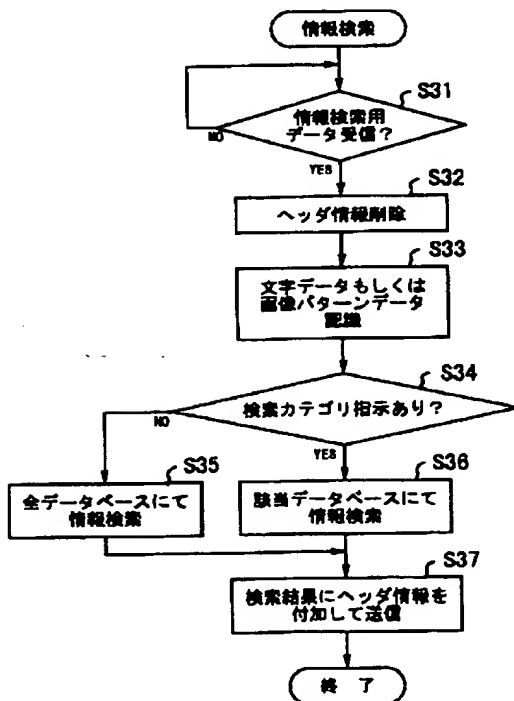 情報検索
S31
情報検索用
データ受信?
NO
YES
S32
ヘッダ情報削除
S33
文字データもしくは
画像パターンデータ
認識
S34
検索カテゴリ指示あり?
NO
YES
S35
全データベースにて
情報検索
S36
該当データベースにて
情報検索
S37
検索結果にヘッダ情報を
付加して送信
終 了